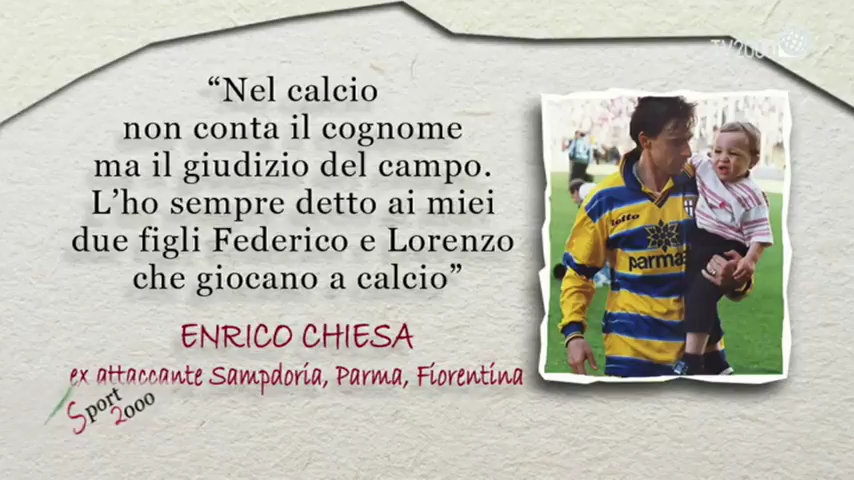 TV2000
“Nel calcio
non conta il cognome
ma il giudizio del campo.
L’ho sempre detto ai miei
due figli Federico e Lorenzo
che giocano a calcio”
lotto
parmalat
ENRICO CHIESA
ex attaccante Sampdoria, Parma, Fiorentina
Sport
2000